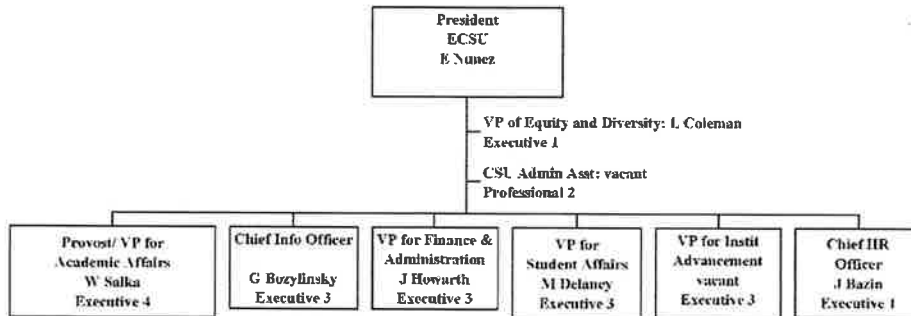 President
ECSU
E Nunez
VP of Equity and Diversity: L Coleman
Executive 1
CSU Admin Asst: vacant
Professional 2
Provost/ VP for
Academic Affairs
W Salka
Executive 4
Chief Info Officer
G Bozylinsky
Executive 3
VP for Finance &
Administration
J Howarth
Executive 3
VP for
Student Affairs
M Delaney
Executive 3
VP for Instit
Advancement
vacant
Executive 3
Chief HR
Officer
J Bazin
Executive 1